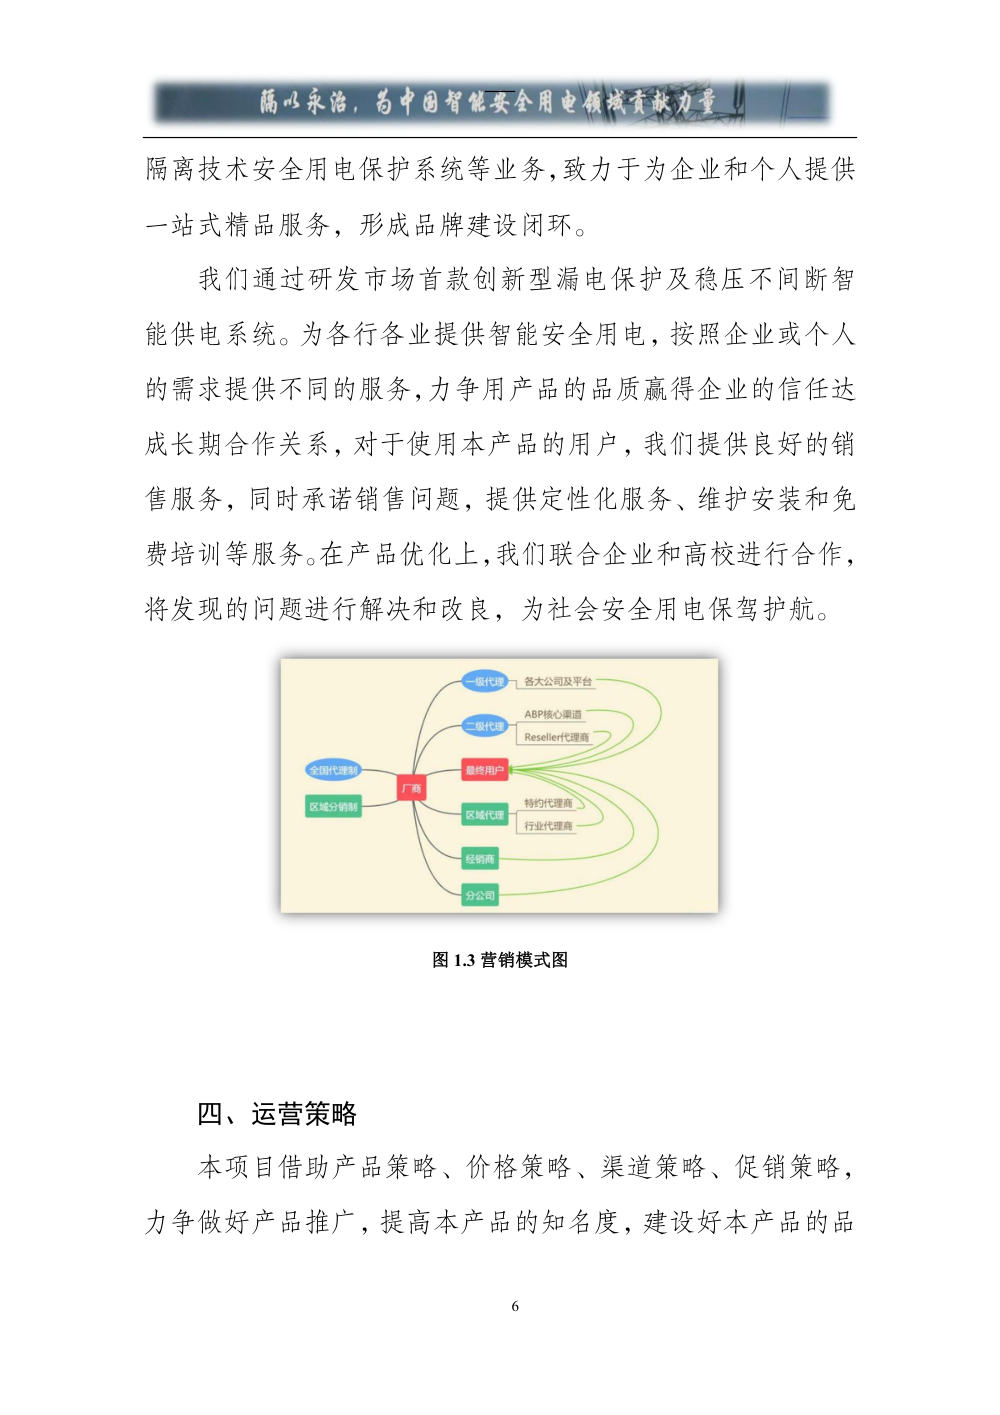 隔以永治，为中国智能安全用电领域贡献力量
隔离技术安全用电保护系统等业务，致力于为企业和个人提供
一站式精品服务，形成品牌建设闭环。
我们通过研发市场首款创新型漏电保护及稳压不间断智
能供电系统。为各行各业提供智能安全用电，按照企业或个人
的需求提供不同的服务，力争用产品的品质赢得企业的信任达
成长期合作关系，对于使用本产品的用户，我们提供良好的销
售服务，同时承诺销售问题，提供定性化服务、维护安装和免
费培训等服务。在产品优化上，我们联合企业和高校进行合作，
将发现的问题进行解决和改良，为社会安全用电保驾护航。
一级代理
各大公司及平台
二级代理
ABP核心渠道
Reseller代理商
全国代理制
区域分销制
厂商
最终用户
区域代理
特约代理商
行业代理商
经销商
分公司
图 1.3 营销模式图
四、运营策略
本项目借助产品策略、价格策略、渠道策略、促销策略，
力争做好产品推广，提高本产品的知名度，建设好本产品的品
6